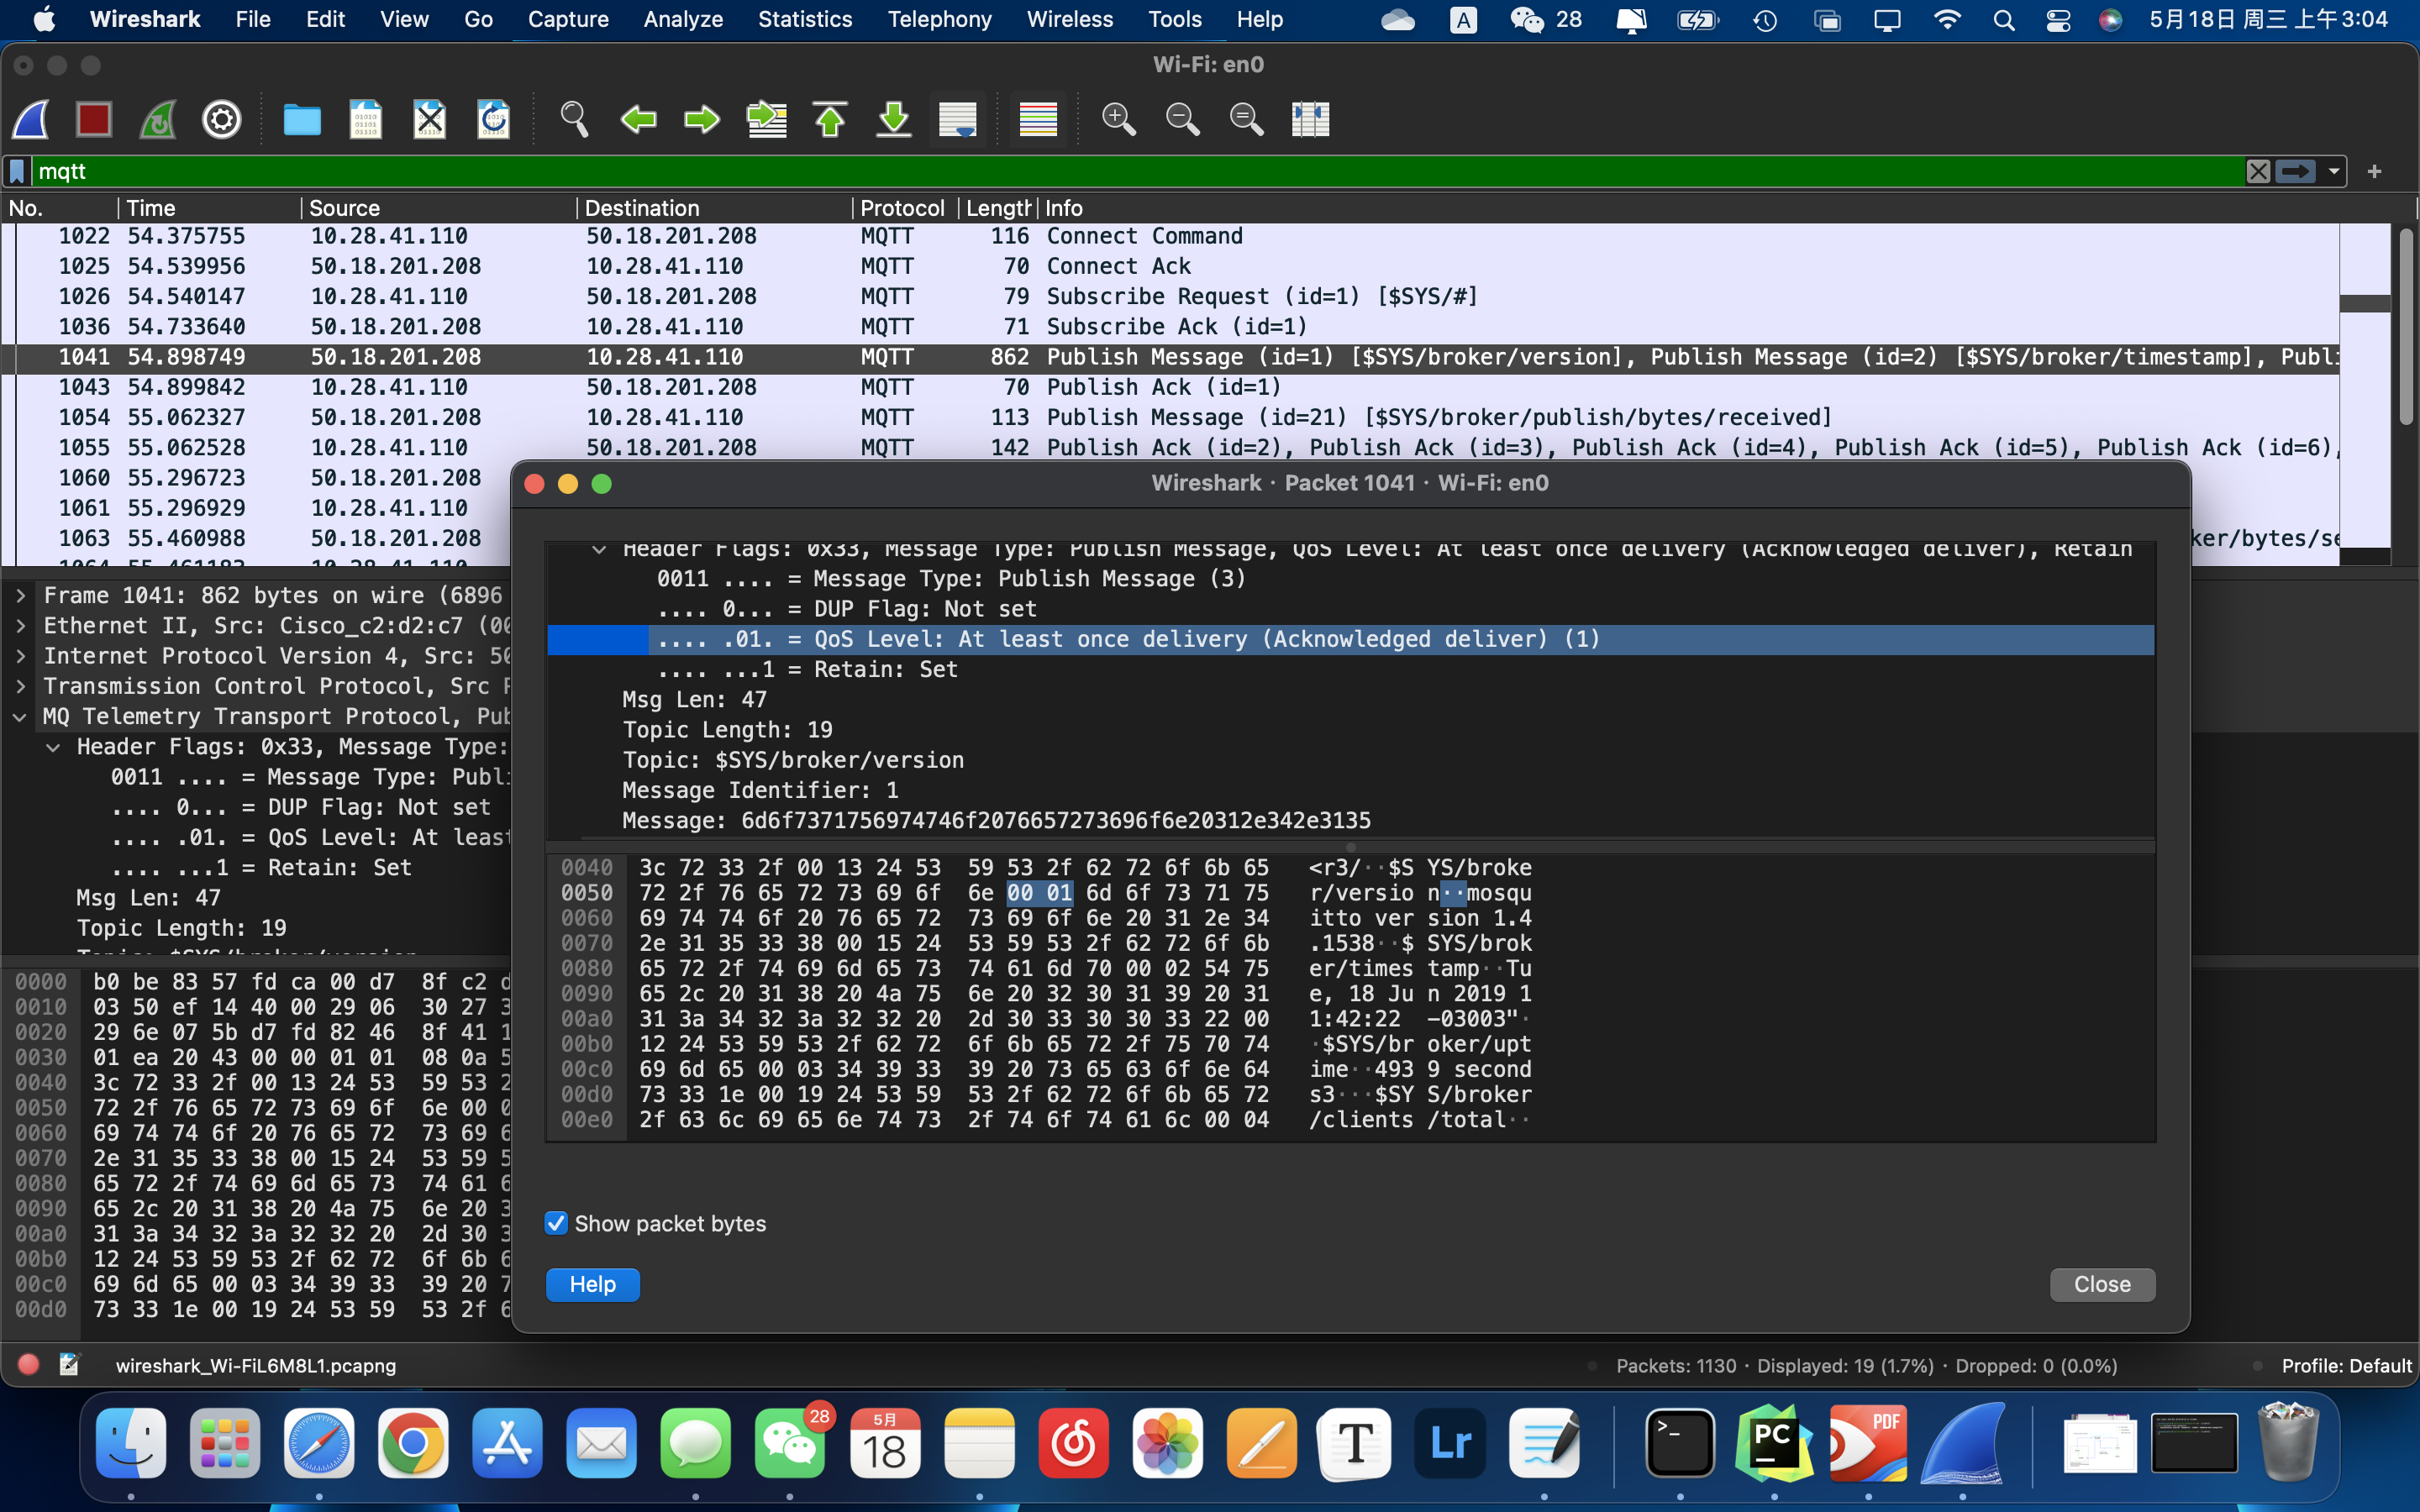 Wireshark File Edit View Go Capture Analyze Statistics Telephony Wireless Tools Help A 28 5月18日 周三 上午3:04
Wi-Fi: en0
mqtt
No. Time Source Destination Protocol Length Info
1022 54.375755 10.28.41.110 50.18.201.208 MQTT 116 Connect Command
1025 54.539956 50.18.201.208 10.28.41.110 MQTT 70 Connect Ack
1026 54.540147 10.28.41.110 50.18.201.208 MQTT 79 Subscribe Request (id=1) [$SYS/#]
1036 54.733640 50.18.201.208 10.28.41.110 MQTT 71 Subscribe Ack (id=1)
1041 54.898749 50.18.201.208 10.28.41.110 MQTT 862 Publish Message (id=1) [$SYS/broker/version], Publish Message (id=2) [$SYS/broker/timestamp], Publi
1043 54.899842 10.28.41.110 50.18.201.208 MQTT 70 Publish Ack (id=1)
1054 55.062327 50.18.201.208 10.28.41.110 MQTT 113 Publish Message (id=21) [$SYS/broker/publish/bytes/received]
1055 55.062528 10.28.41.110 50.18.201.208 MQTT 142 Publish Ack (id=2), Publish Ack (id=3), Publish Ack (id=4), Publish Ack (id=5), Publish Ack (id=6),
1060 55.296723 50.18.201.208
1061 55.296929 10.28.41.110
1063 55.460988 50.18.201.208 ker/bytes/se
1064 55.461183 10.28.41.110
Frame 1041: 862 bytes on wire (6896
Ethernet II, Src: Cisco_c2:d2:c7 (00
Internet Protocol Version 4, Src: 50
Transmission Control Protocol, Src P
MQ Telemetry Transport Protocol, Pub
Header Flags: 0x33, Message Type:
0011 .... = Message Type: Publi
.... 0... = DUP Flag: Not set
.... .01. = QoS Level: At least
.... ...1 = Retain: Set
Msg Len: 47
Topic Length: 19
Topic: $SYS/broker/version
0000 b0 be 83 57 fd ca 00 d7 8f c2 d
0010 03 50 ef 14 40 00 29 06 30 27 3
0020 29 6e 07 5b d7 fd 82 46 8f 41 1
0030 01 ea 20 43 00 00 01 01 08 0a 5
0040 3c 72 33 2f 00 13 24 53 59 53 2
0050 72 2f 76 65 72 73 69 6f 6e 00 0
0060 69 74 74 6f 20 76 65 72 73 69 6
0070 2e 31 35 33 38 00 15 24 53 59 5
0080 65 72 2f 74 69 6d 65 73 74 61 6
0090 65 2c 20 31 38 20 4a 75 6e 20 3
00a0 31 3a 34 32 3a 32 32 20 2d 30 3
00b0 12 24 53 59 53 2f 62 72 6f 6b 6
00c0 69 6d 65 00 03 34 39 33 39 20 7
00d0 73 33 1e 00 19 24 53 59 53 2f 6
Wireshark · Packet 1041 · Wi-Fi: en0
Header Flags: 0x33, Message Type: Publish Message, QoS Level: At least once delivery (Acknowledged deliver), Retain
0011 .... = Message Type: Publish Message (3)
.... 0... = DUP Flag: Not set
.... .01. = QoS Level: At least once delivery (Acknowledged deliver) (1)
.... ...1 = Retain: Set
Msg Len: 47
Topic Length: 19
Topic: $SYS/broker/version
Message Identifier: 1
Message: 6d6f7371756974746f2076657273696f6e20312e342e3135
0040 3c 72 33 2f 00 13 24 53 59 53 2f 62 72 6f 6b 65 <r3/··$S YS/broke
0050 72 2f 76 65 72 73 69 6f 6e 00 01 6d 6f 73 71 75 r/versio n··mosqu
0060 69 74 74 6f 20 76 65 72 73 69 6f 6e 20 31 2e 34 itto ver sion 1.4
0070 2e 31 35 33 38 00 15 24 53 59 53 2f 62 72 6f 6b .1538··$ SYS/brok
0080 65 72 2f 74 69 6d 65 73 74 61 6d 70 00 02 54 75 er/times tamp··Tu
0090 65 2c 20 31 38 20 4a 75 6e 20 32 30 31 39 20 31 e, 18 Ju n 2019 1
00a0 31 3a 34 32 3a 32 32 20 2d 30 33 30 30 33 22 00 1:42:22 -03003"·
00b0 12 24 53 59 53 2f 62 72 6f 6b 65 72 2f 75 70 74 ·$SYS/br oker/upt
00c0 69 6d 65 00 03 34 39 33 39 20 73 65 63 6f 6e 64 ime··493 9 second
00d0 73 33 1e 00 19 24 53 59 53 2f 62 72 6f 6b 65 72 s3···$SY S/broker
00e0 2f 63 6c 69 65 6e 74 73 2f 74 6f 74 61 6c 00 04 /clients /total··
Show packet bytes
Help Close
wireshark_Wi-FiL6M8L1.pcapng Packets: 1130 · Displayed: 19 (1.7%) · Dropped: 0 (0.0%) Profile: Default
28 5月 18 T Lr >_ PC PDF